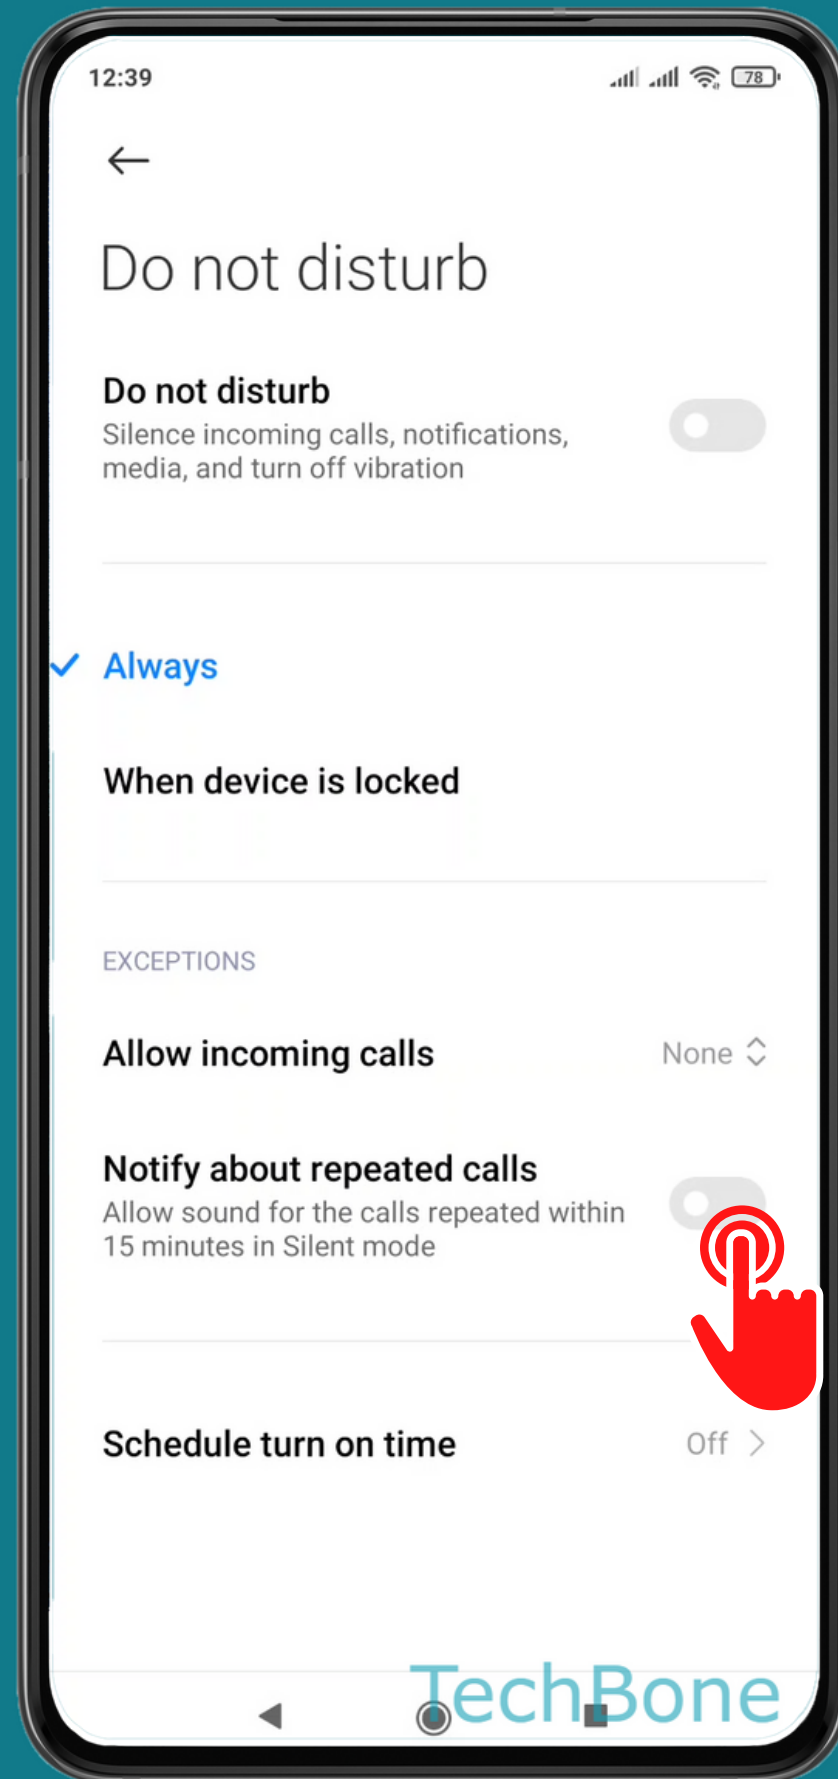 12:39
78
Do not disturb
Do not disturb
Silence incoming calls, notifications,
media, and turn off vibration
Always
When device is locked
EXCEPTIONS
Allow incoming calls
None
Notify about repeated calls
Allow sound for the calls repeated within
15 minutes in Silent mode
Schedule turn on time
Off
TechBone